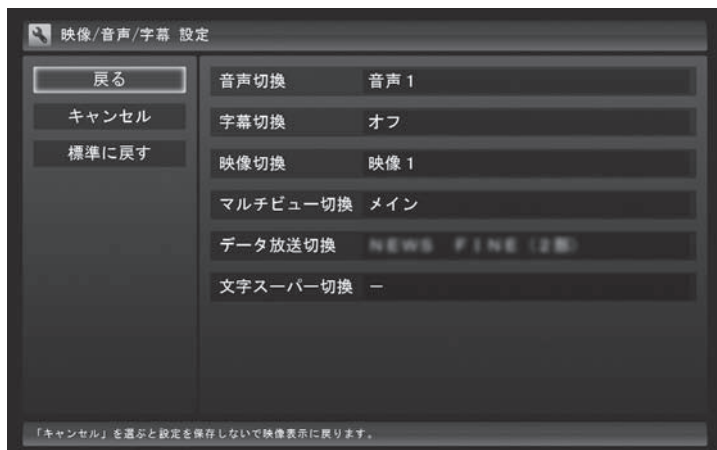 映像/音声/字幕 設定
戻る
キャンセル
標準に戻す
音声切換 音声1
字幕切換 オフ
映像切換 映像1
マルチビュー切換 メイン
データ放送切換 NEWS FINE(2部)
文字スーパー切換 ー
「キャンセル」を選ぶと設定を保存しないで映像表示に戻ります。